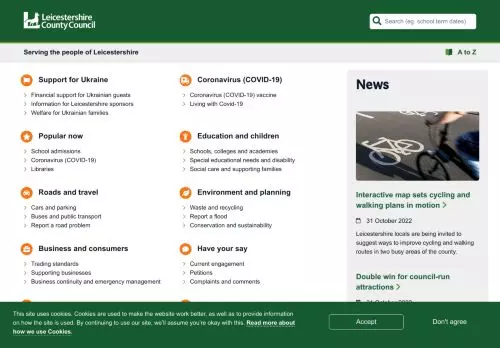 Leicestershire
County Council
Search (eg. school term dates)
Serving the people of Leicestershire
A to Z
Support for Ukraine
Financial support for Ukrainian guests
Information for Leicestershire sponsors
Welfare for Ukrainian families
Coronavirus (COVID-19)
Coronavirus (COVID-19) vaccine
Living with Covid-19
Popular now
School admissions
Coronavirus (COVID-19)
Libraries
Education and children
Schools, colleges and academies
Special educational needs and disability
Social care and supporting families
Roads and travel
Cars and parking
Buses and public transport
Report a road problem
Environment and planning
Waste and recycling
Report a flood
Conservation and sustainability
Business and consumers
Trading standards
Supporting businesses
Business continuity and emergency management
Have your say
Current engagement
Petitions
Complaints and comments
News
Interactive map sets cycling and
walking plans in motion
31 October 2022
Leicestershire locals are being invited to
suggest ways to improve cycling and walking
routes in two busy areas of the county.
Double win for council-run
attractions
This site uses cookies. Cookies are used to make the website work better, as well as to provide information
on how the site is used. By continuing to use our site, we'll assume you're okay with this. Read more about
how we use Cookies.
Accept
Don't agree